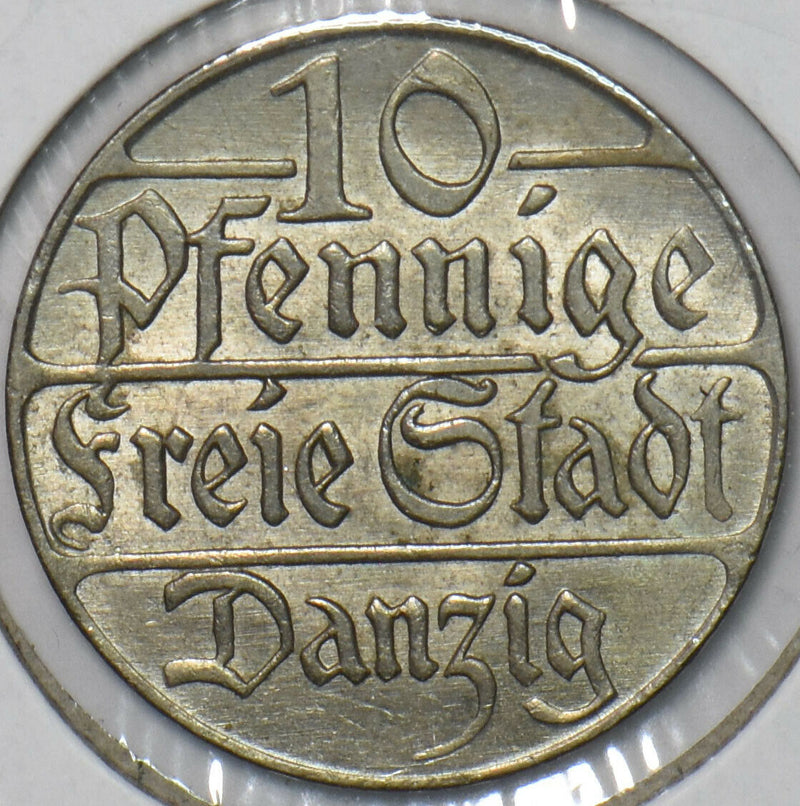 10
Pfennige
Freie Stadt
Danzig